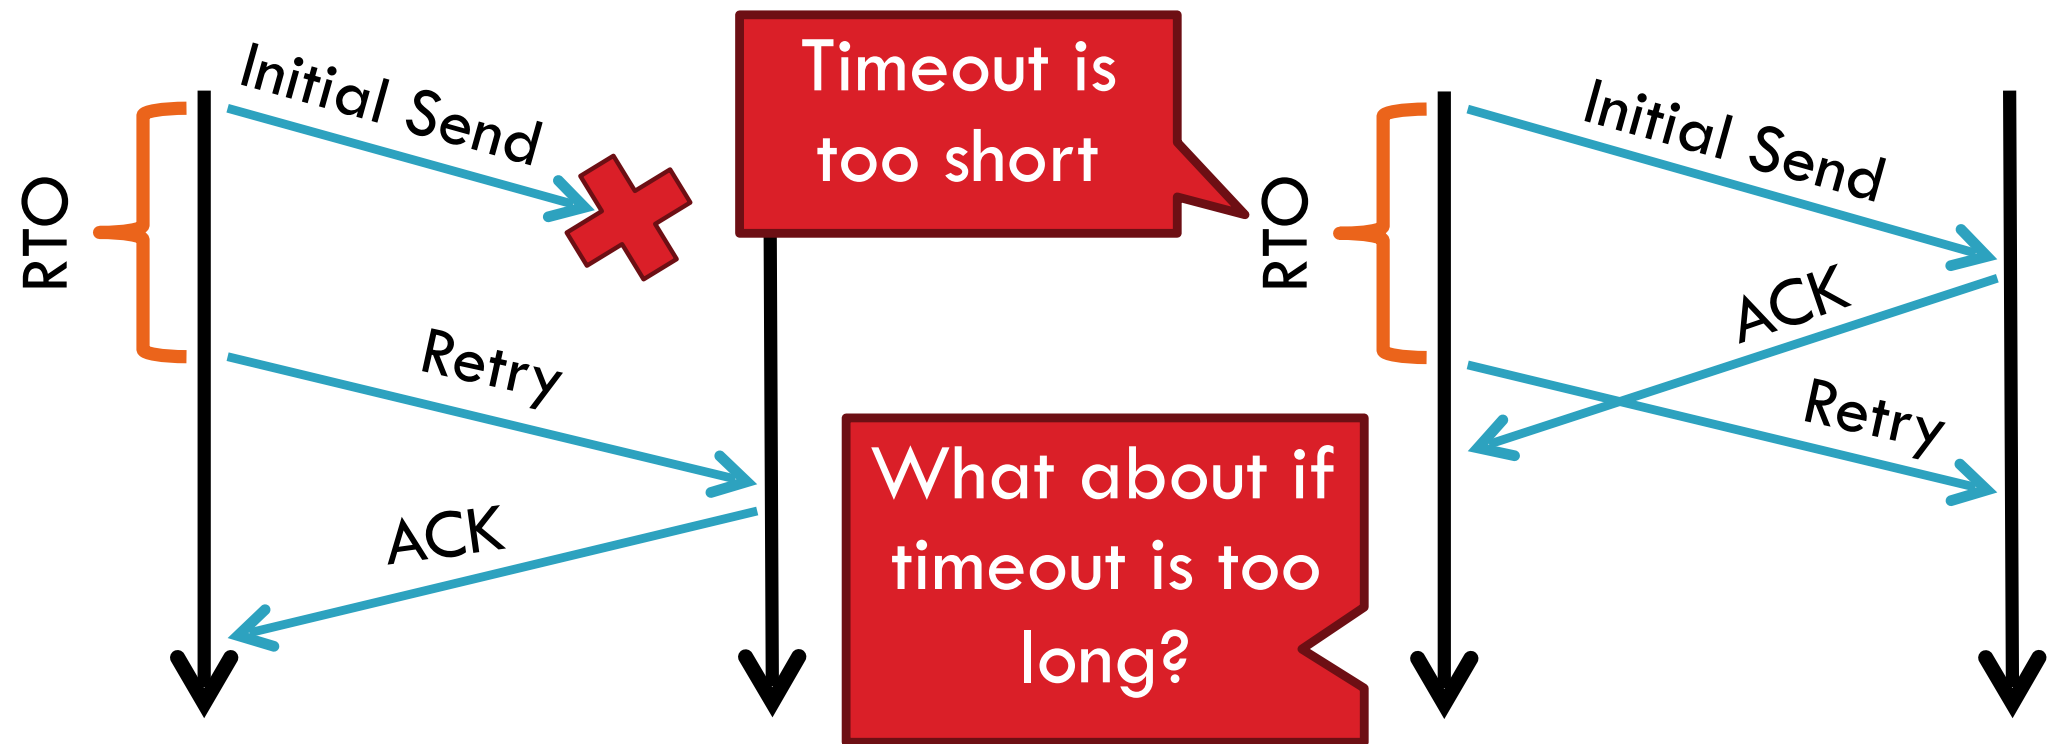 Initial Send
RTO
Retry
ACK
Timeout is
too short
What about if
timeout is too
long?
RTO
Initial Send
ACK
Retry